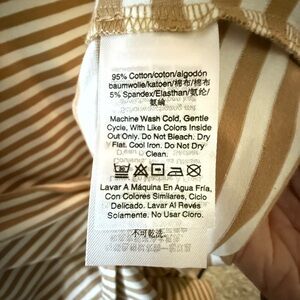 95% Cotton/coton/algodón
baumwolle/katoen/棉布/棉布
5% Spandex/Elasthan/氨纶/
氨綸
Machine Wash Cold, Gentle
Cycle, With Like Colors Inside
Out Only. Do Not Bleach. Dry
Flat. Cool Iron. Do Not Dry
Clean.
Lavar A Máquina En Agua Fría,
Con Colores Similares, Ciclo
Delicado. Lavar Al Revés
Solamente. No Usar Cloro.
不可乾洗.